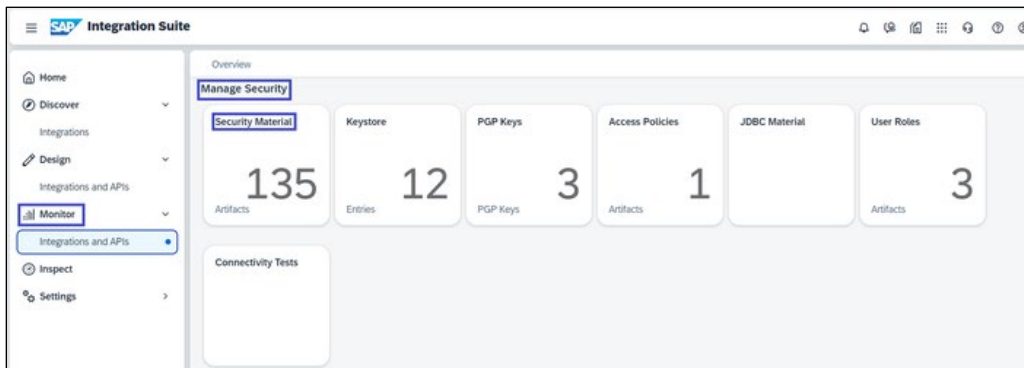 SAP Integration Suite
Home
Discover
Integrations
Design
Integrations and APIs
Monitor
Integrations and APIs
Inspect
Settings
Overview
Manage Security
Security Material
135
Artifacts
Keystore
12
Entries
PGP Keys
3
PGP Keys
Access Policies
1
Artifacts
JDBC Material
User Roles
3
Artifacts
Connectivity Tests